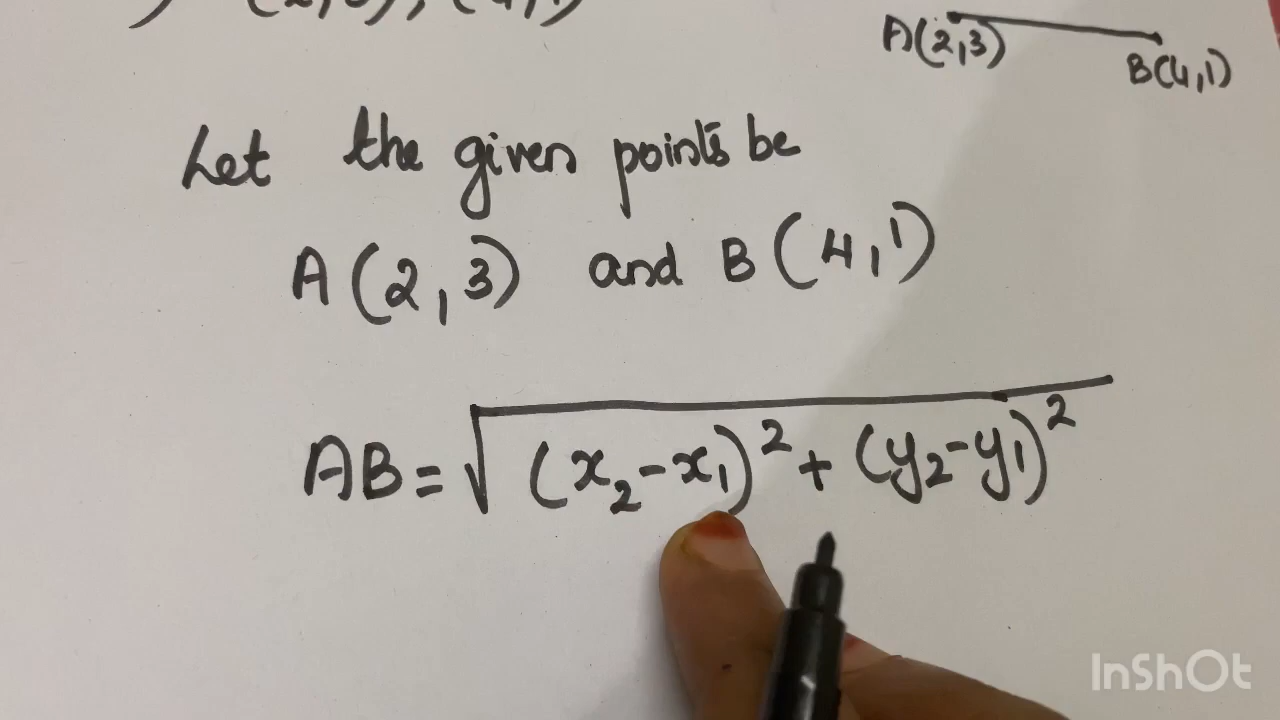 A(2,3)
B(4,1)
Let the given points be
A(2,3) and B(4,1)
AB=√(x₂-x₁)²+(y₂-y₁)²
InShOt